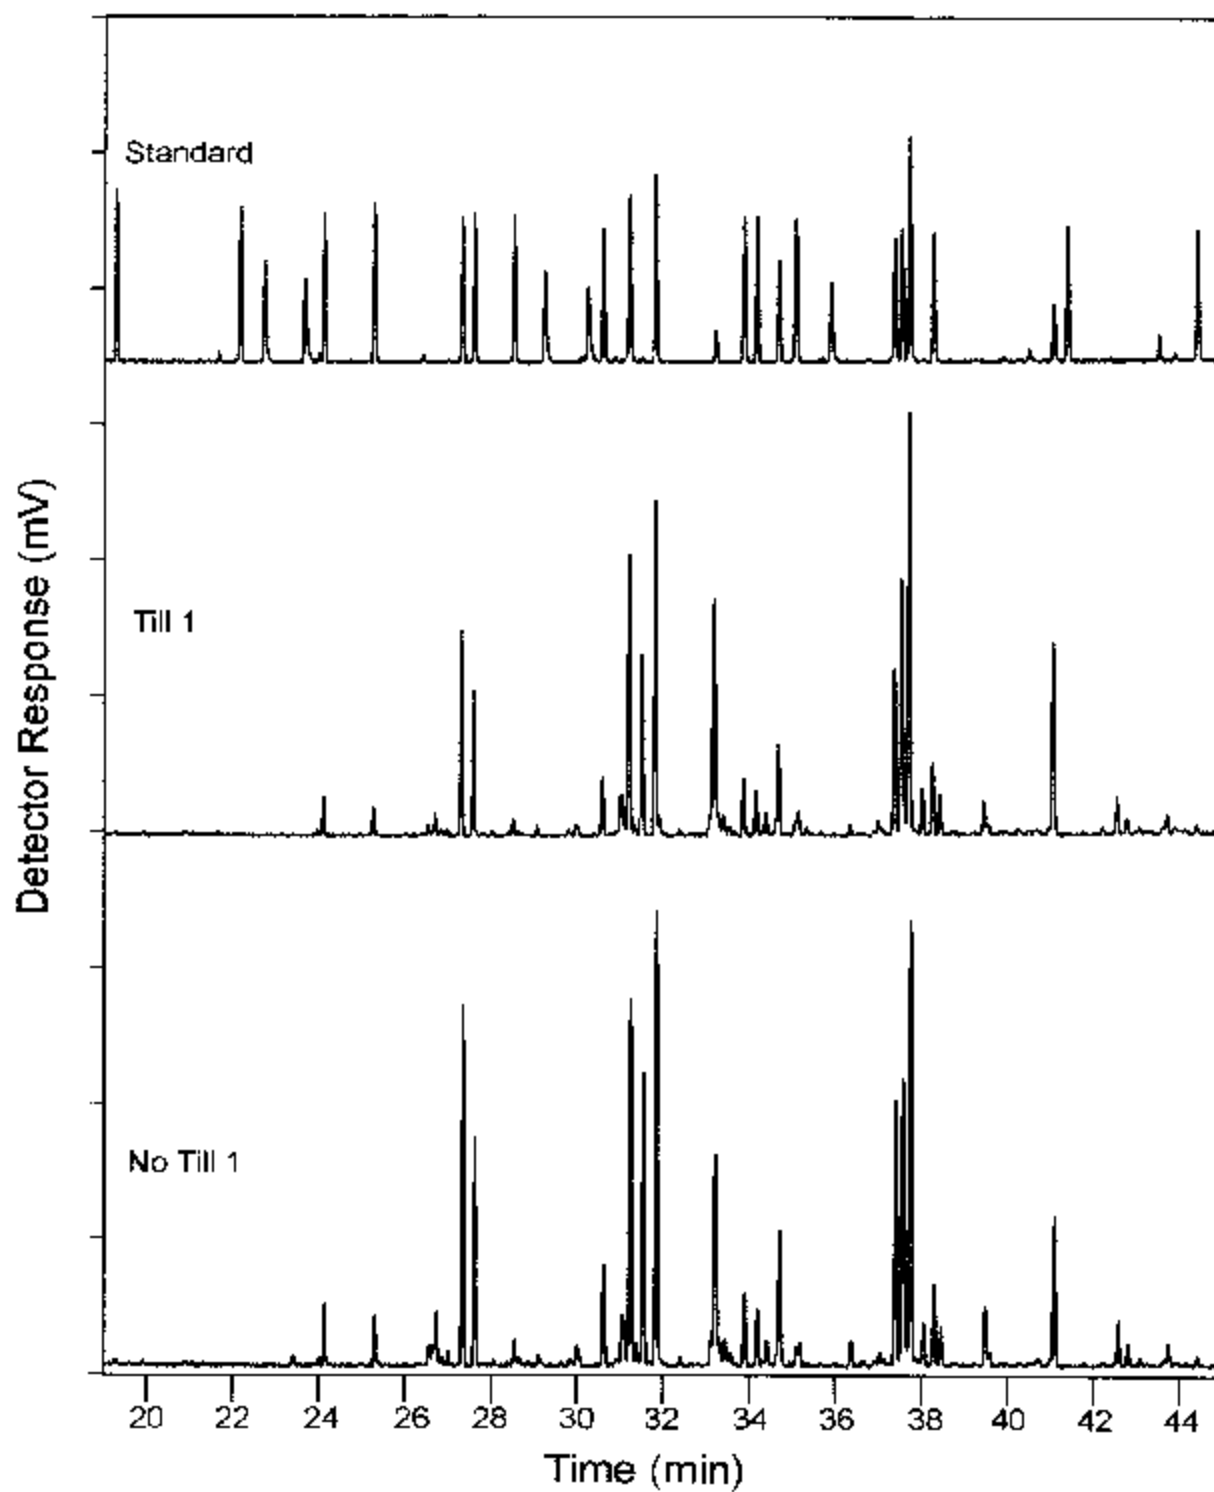 Standard
Till 1
No Till 1
Detector Response (mV)
20 22 24 26 28 30 32 34 36 38 40 42 44
Time (min)